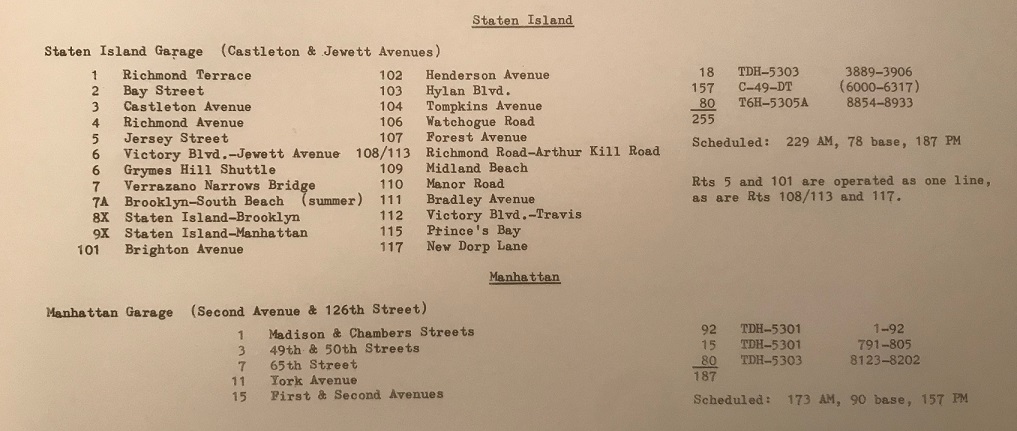 Staten Island
Staten Island Garage (Castleton & Jewett Avenues)
1 Richmond Terrace 102 Henderson Avenue 18 TDH-5303 3889-3906
2 Bay Street 103 Hylan Blvd. 157 C-49-DT (6000-6317)
3 Castleton Avenue 104 Tompkins Avenue 80 T6H-5305A 8854-8933
4 Richmond Avenue 106 Watchogue Road 255
5 Jersey Street 107 Forest Avenue Scheduled: 229 AM, 78 base, 187 PM
6 Victory Blvd.-Jewett Avenue 108/113 Richmond Road-Arthur Kill Road
6 Grymes Hill Shuttle 109 Midland Beach
7 Verrazano Narrows Bridge 110 Manor Road Rts 5 and 101 are operated as one line,
7A Brooklyn-South Beach (summer) 111 Bradley Avenue as are Rts 108/113 and 117.
8X Staten Island-Brooklyn 112 Victory Blvd.-Travis
9X Staten Island-Manhattan 115 Prince's Bay
101 Brighton Avenue 117 New Dorp Lane
Manhattan
Manhattan Garage (Second Avenue & 126th Street)
1 Madison & Chambers Streets 92 TDH-5301 1-92
3 49th & 50th Streets 15 TDH-5301 791-805
7 65th Street 80 TDH-5303 8123-8202
11 York Avenue 187
15 First & Second Avenues Scheduled: 173 AM, 90 base, 157 PM